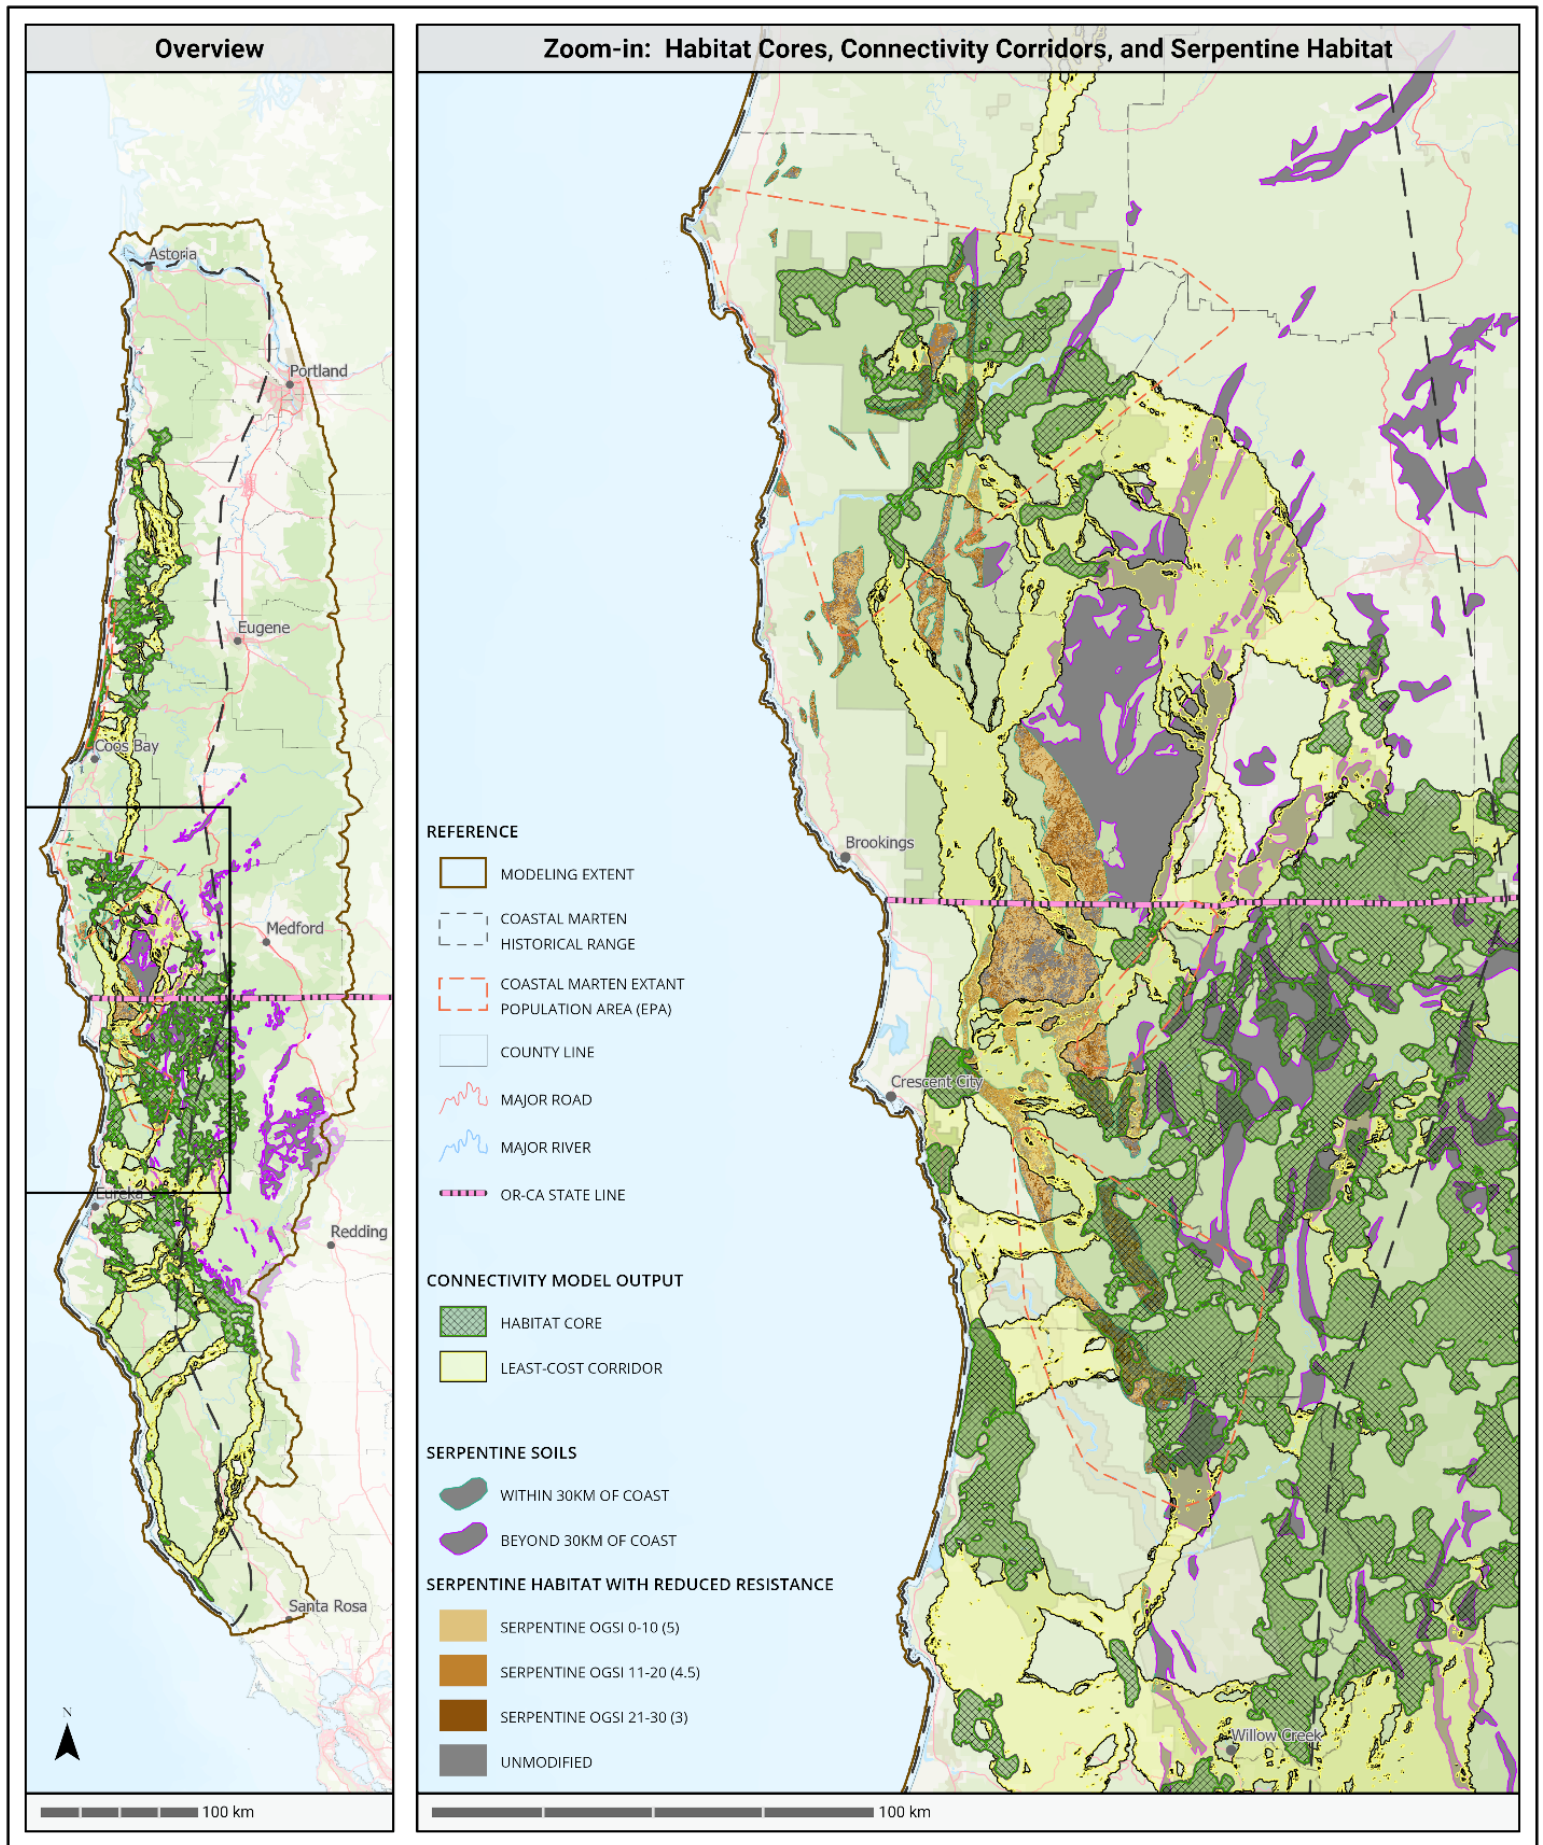 Overview
Astoria
Portland
Eugene
Coos Bay
Medford
Eureka
Redding
Santa Rosa
N
100 km
Zoom-in: Habitat Cores, Connectivity Corridors, and Serpentine Habitat
Brookings
Crescent City
Willow Creek
REFERENCE
MODELING EXTENT
COASTAL MARTEN
HISTORICAL RANGE
COASTAL MARTEN EXTANT
POPULATION AREA (EPA)
COUNTY LINE
MAJOR ROAD
MAJOR RIVER
OR-CA STATE LINE
CONNECTIVITY MODEL OUTPUT
HABITAT CORE
LEAST-COST CORRIDOR
SERPENTINE SOILS
WITHIN 30KM OF COAST
BEYOND 30KM OF COAST
SERPENTINE HABITAT WITH REDUCED RESISTANCE
SERPENTINE OGSI 0-10 (5)
SERPENTINE OGSI 11-20 (4.5)
SERPENTINE OGSI 21-30 (3)
UNMODIFIED
100 km